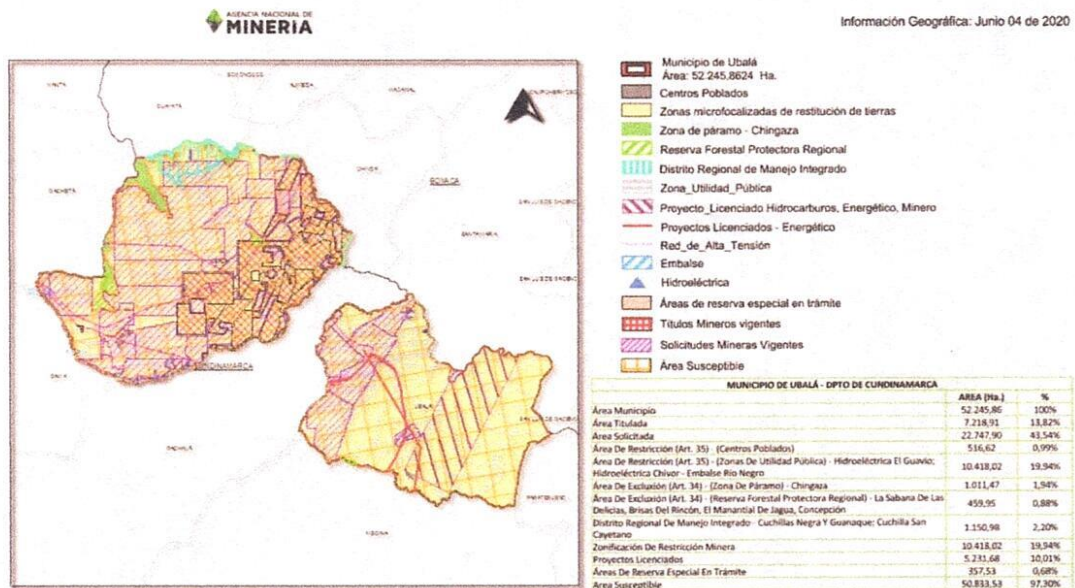 AGENCIA NACIONAL DE
MINERÍA
Información Geográfica: Junio 04 de 2020
Municipio de Ubalá
Área: 52.245,8624 Ha.
Centros Poblados
Zonas microfocalizadas de restitución de tierras
Zona de páramo - Chingaza
Reserva Forestal Protectora Regional
Distrito Regional de Manejo Integrado
Zona_Utilidad_Pública
Proyecto_Licenciado Hidrocarburos, Energético, Minero
Proyectos Licenciados - Energético
Red_de_Alta_Tensión
Embalse
Hidroeléctrica
Áreas de reserva especial en trámite
Títulos Mineros vigentes
Solicitudes Mineras Vigentes
Área Susceptible
GUAYATA
CHIVOR
BOYACA
SANTAMARIA
UBALA
GACHALA
MEDINA
MUNICIPIO DE UBALÁ - DPTO DE CUNDINAMARCA
AREA (Ha.) %
Área Municipio 52.245,86 100%
Área Titulada 7.218,91 13,82%
Área Solicitada 22.747,90 43,54%
Área De Restricción (Art. 35) - (Centros Poblados) 516,62 0,99%
Área De Restricción (Art. 35) - (Zonas De Utilidad Pública) - Hidroeléctrica El Guavio;
Hidroeléctrica Chivor - Embalse Río Negro 10.418,02 19,94%
Área De Exclusión (Art. 34) - (Zona De Páramo) - Chingaza 1.011,47 1,94%
Área De Exclusión (Art. 34) - (Reserva Forestal Protectora Regional) - La Sabana De Las
Delicias, Brisas Del Rincón, El Manantial De Jagua, Concepción 459,95 0,88%
Distrito Regional De Manejo Integrado - Cuchillas Negra Y Guanaque; Cuchilla San
Cayetano 1.150,98 2,20%
Zonificación De Restricción Minera 10.418,02 19,94%
Proyectos Licenciados 5.231,68 10,01%
Áreas De Reserva Especial En Trámite 357,53 0,68%
Área Susceptible 50.833,53 97,30%